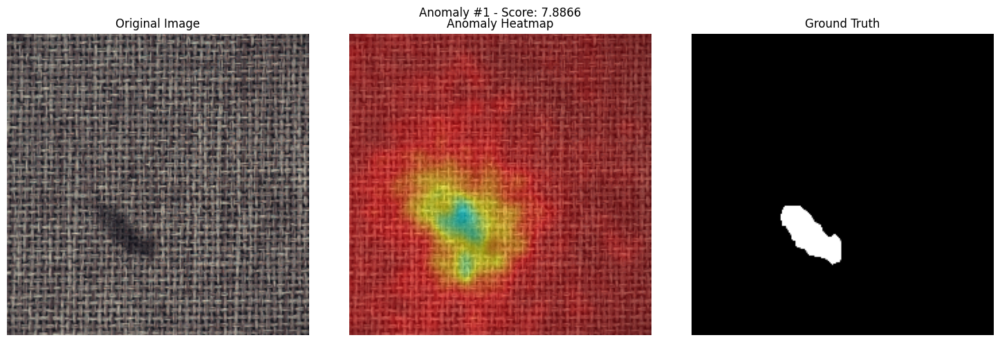 Anomaly #1 - Score: 7.8866
Original Image
Anomaly Heatmap
Ground Truth